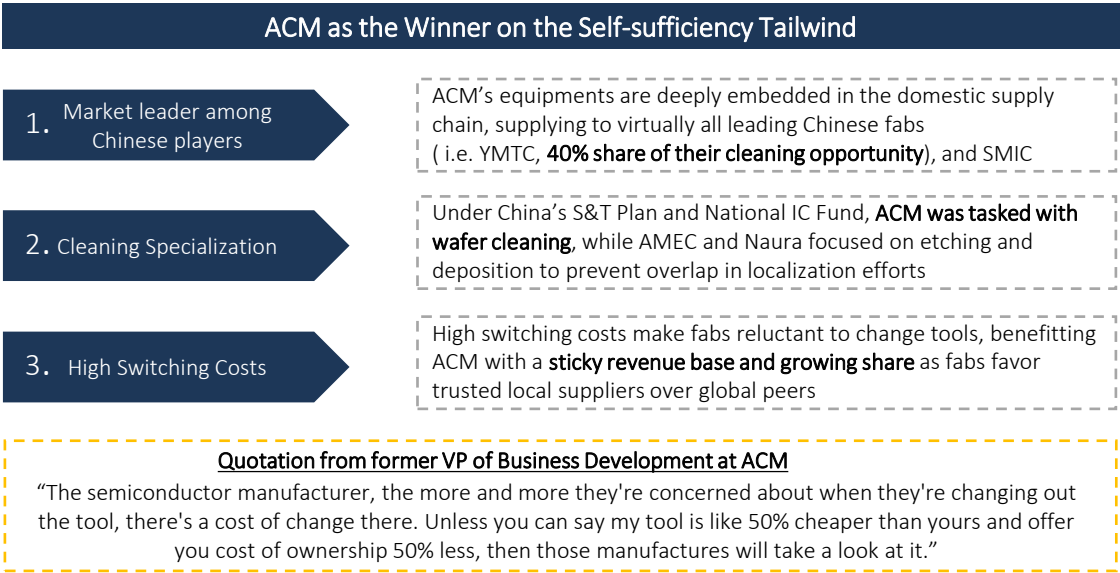 ACM as the Winner on the Self-sufficiency Tailwind
1. Market leader among
Chinese players
ACM's equipments are deeply embedded in the domestic supply
chain, supplying to virtually all leading Chinese fabs
( i.e. YMTC, 40% share of their cleaning opportunity), and SMIC
2. Cleaning Specialization
Under China's S&T Plan and National IC Fund, ACM was tasked with
wafer cleaning, while AMEC and Naura focused on etching and
deposition to prevent overlap in localization efforts
3. High Switching Costs
High switching costs make fabs reluctant to change tools, benefitting
ACM with a sticky revenue base and growing share as fabs favor
trusted local suppliers over global peers
Quotation from former VP of Business Development at ACM
“The semiconductor manufacturer, the more and more they're concerned about when they're changing out
the tool, there's a cost of change there. Unless you can say my tool is like 50% cheaper than yours and offer
you cost of ownership 50% less, then those manufactures will take a look at it.”